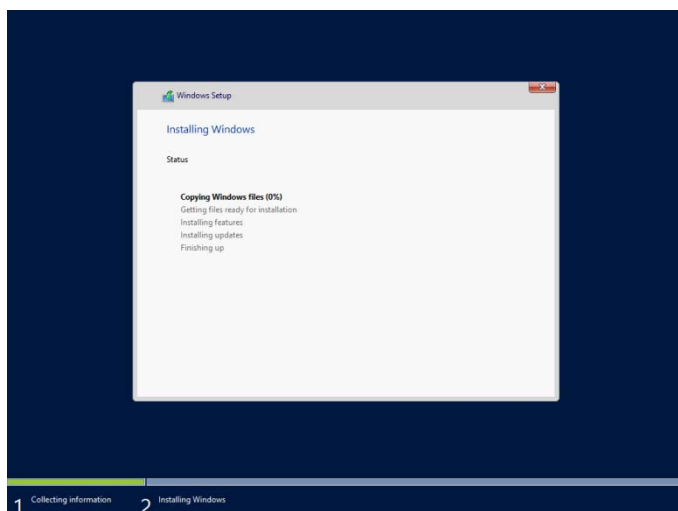 Windows Setup
Installing Windows
Status
Copying Windows files (0%)
Getting files ready for installation
Installing features
Installing updates
Finishing up
1 Collecting information
2 Installing Windows